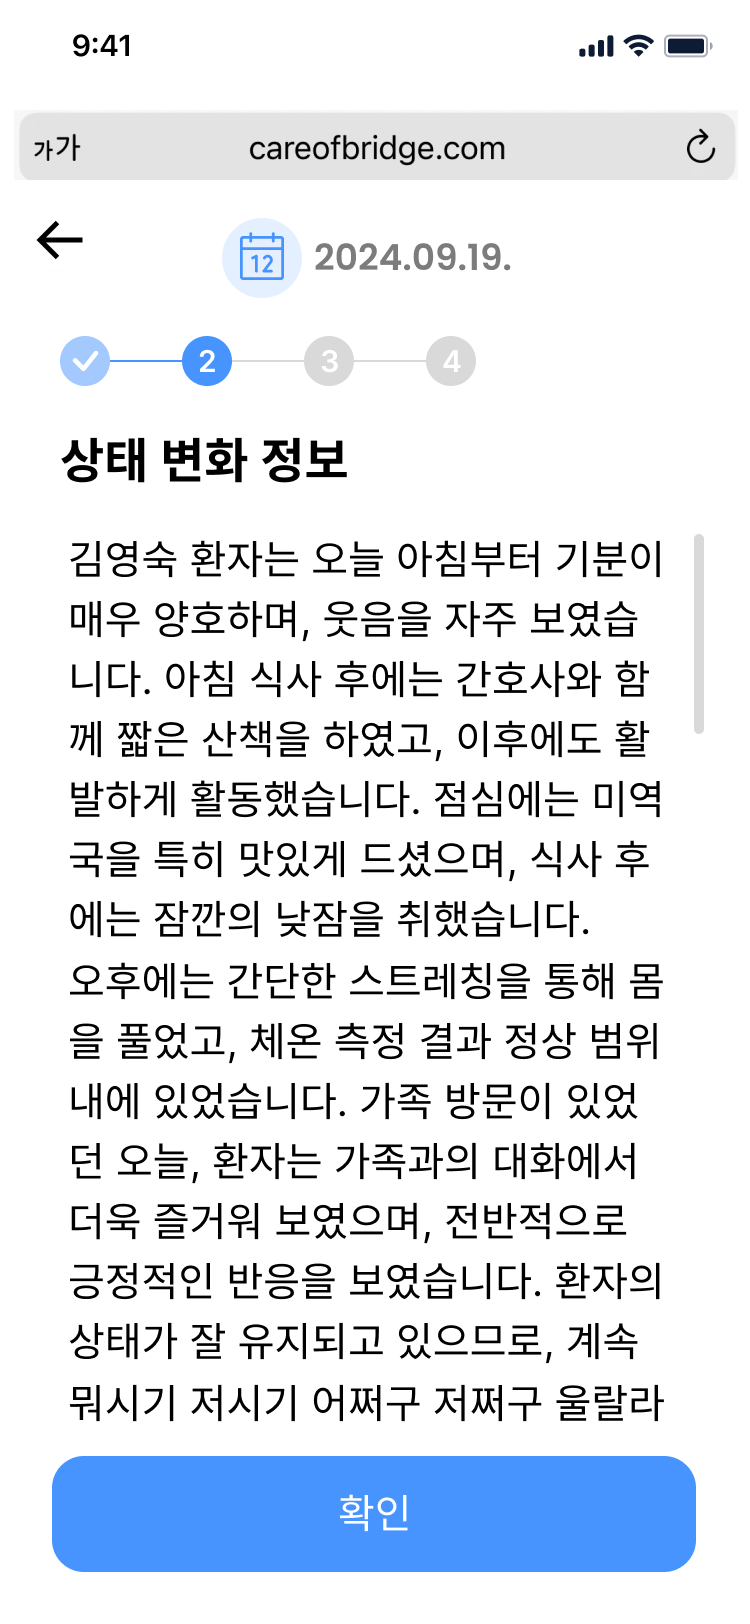 9:41
가가 careofbridge.com
12 2024.09.19.
2 3 4
상태 변화 정보
김영숙 환자는 오늘 아침부터 기분이
매우 양호하며, 웃음을 자주 보였습
니다. 아침 식사 후에는 간호사와 함
께 짧은 산책을 하였고, 이후에도 활
발하게 활동했습니다. 점심에는 미역
국을 특히 맛있게 드셨으며, 식사 후
에는 잠깐의 낮잠을 취했습니다.
오후에는 간단한 스트레칭을 통해 몸
을 풀었고, 체온 측정 결과 정상 범위
내에 있었습니다. 가족 방문이 있었
던 오늘, 환자는 가족과의 대화에서
더욱 즐거워 보였으며, 전반적으로
긍정적인 반응을 보였습니다. 환자의
상태가 잘 유지되고 있으므로, 계속
뭐시기 저시기 어쩌구 저쩌구 울랄라
확인